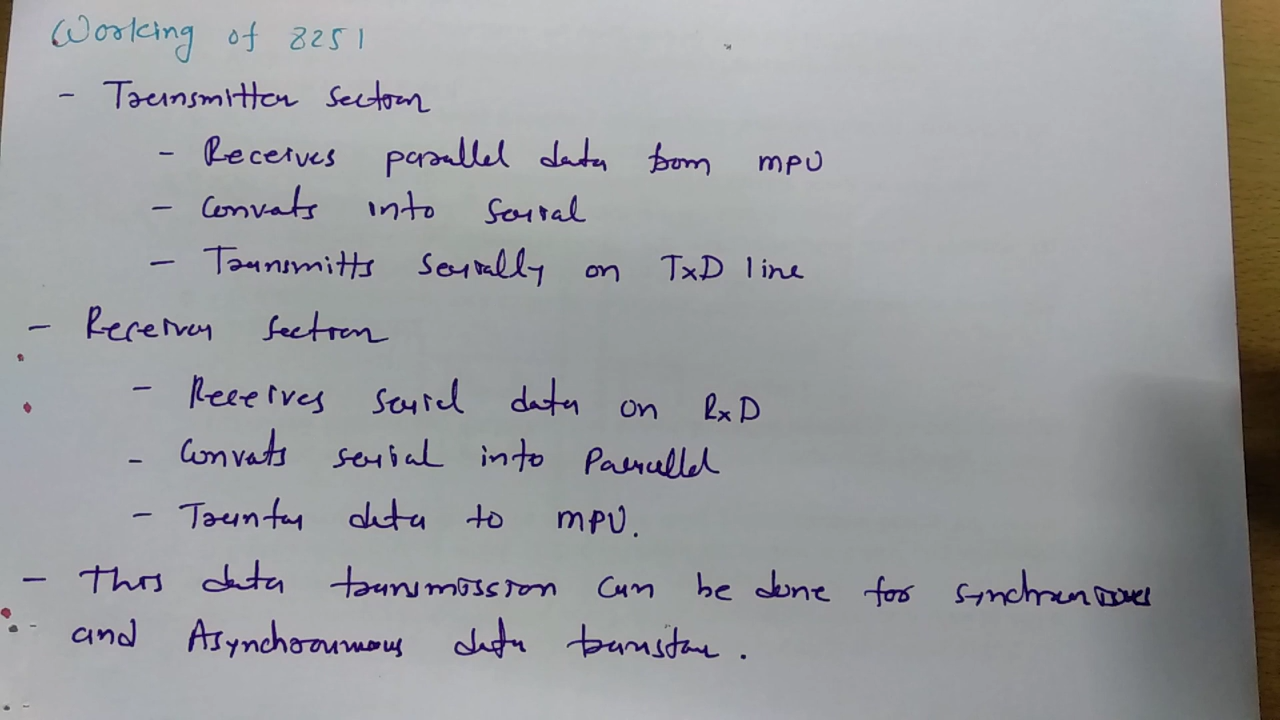 Working of 8251
- Transmitter section
- Receives parallel data from MPU
- Converts into serial
- Transmitts serially on TxD line
- Receiver section
- Receives serial data on RxD
- Converts serial into Parallel
- Transfer data to MPU.
- This data transmission can be done for synchronous
and Asynchronous data transfer.